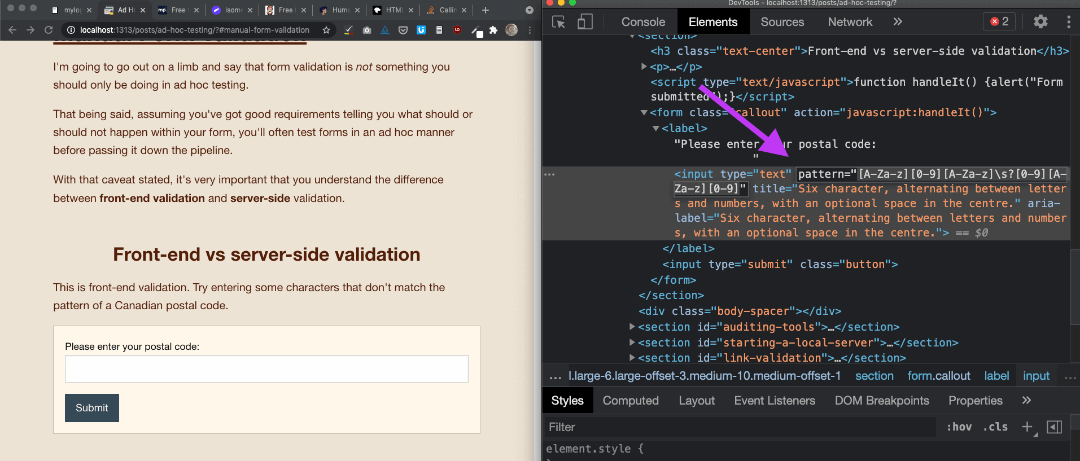 mylo
Ad H
Free
isom
Free
Hum
HTM
Callin
localhost:1313/posts/ad-hoc-testing/?#manual-form-validation
I'm going to go out on a limb and say that form validation is not something you
should only be doing in ad hoc testing.
That being said, assuming you've got good requirements telling you what should or
should not happen within your form, you'll often test forms in an ad hoc manner
before passing it down the pipeline.
With that caveat stated, it's very important that you understand the difference
between front-end validation and server-side validation.
Front-end vs server-side validation
This is front-end validation. Try entering some characters that don't match the
pattern of a Canadian postal code.
Please enter your postal code:
Submit
DevTools - localhost:1313/posts/ad-hoc-testing/?
Console Elements Sources Network » 2
<section>
<h3 class="text-center">Front-end vs server-side validation</h3>
<p>…</p>
<script type="text/javascript">function handleIt() {alert("Form
submitted");}</script>
<form class="callout" action="javascript:handleIt()">
<label>
"Please enter your postal code:
"
<input type="text" pattern="[A-Za-z][0-9][A-Za-z]\s?[0-9][A-
Za-z][0-9]" title="Six character, alternating between letter
s and numbers, with an optional space in the centre." aria-
label="Six character, alternating between letters and number
s, with an optional space in the centre."> == $0
</label>
<input type="submit" class="button">
</form>
</section>
<div class="body-spacer"></div>
<section id="auditing-tools">…</section>
<section id="starting-a-local-server">…</section>
<section id="link-validation">…</section>
... l.large-6.large-offset-3.medium-10.medium-offset-1 section form.callout label input ...
Styles Computed Layout Event Listeners DOM Breakpoints Properties »
Filter :hov .cls +
element.style {